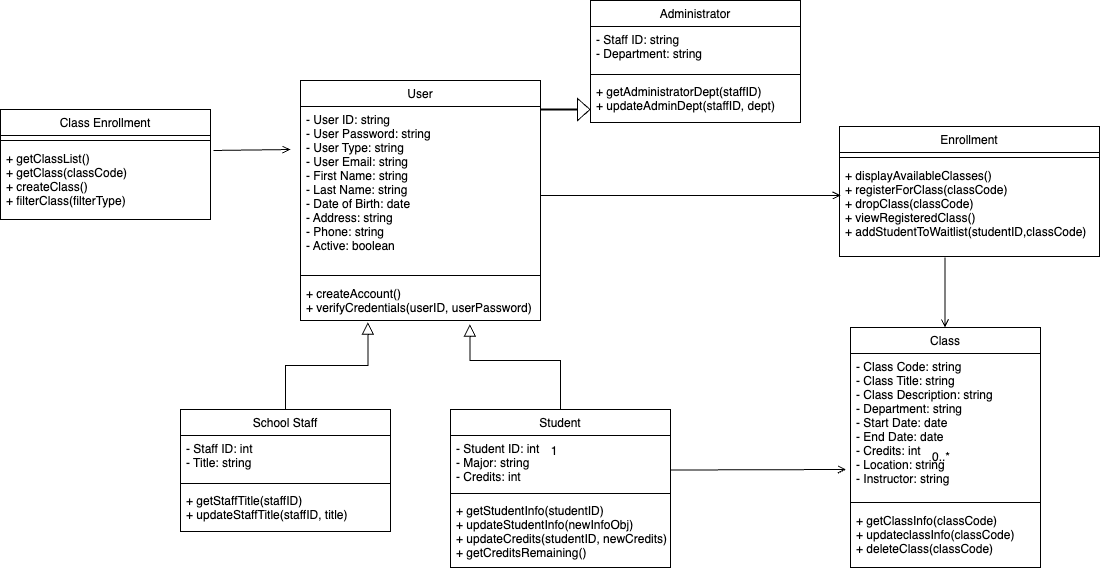 Administrator
- Staff ID: string
- Department: string
+ getAdministratorDept(staffID)
+ updateAdminDept(staffID, dept)
User
- User ID: string
- User Password: string
- User Type: string
- User Email: string
- First Name: string
- Last Name: string
- Date of Birth: date
- Address: string
- Phone: string
- Active: boolean
+ createAccount()
+ verifyCredentials(userID, userPassword)
Class Enrollment
+ getClassList()
+ getClass(classCode)
+ createClass()
+ filterClass(filterType)
Enrollment
+ displayAvailableClasses()
+ registerForClass(classCode)
+ dropClass(classCode)
+ viewRegisteredClass()
+ addStudentToWaitlist(studentID,classCode)
Class
- Class Code: string
- Class Title: string
- Class Description: string
- Department: string
- Start Date: date
- End Date: date
- Credits: int
0..*
- Location: string
- Instructor: string
+ getClassInfo(classCode)
+ updateclassInfo(classCode)
+ deleteClass(classCode)
School Staff
- Staff ID: int
- Title: string
+ getStaffTitle(staffID)
+ updateStaffTitle(staffID, title)
Student
- Student ID: int
1
- Major: string
- Credits: int
+ getStudentInfo(studentID)
+ updateStudentInfo(newInfoObj)
+ updateCredits(studentID, newCredits)
+ getCreditsRemaining()